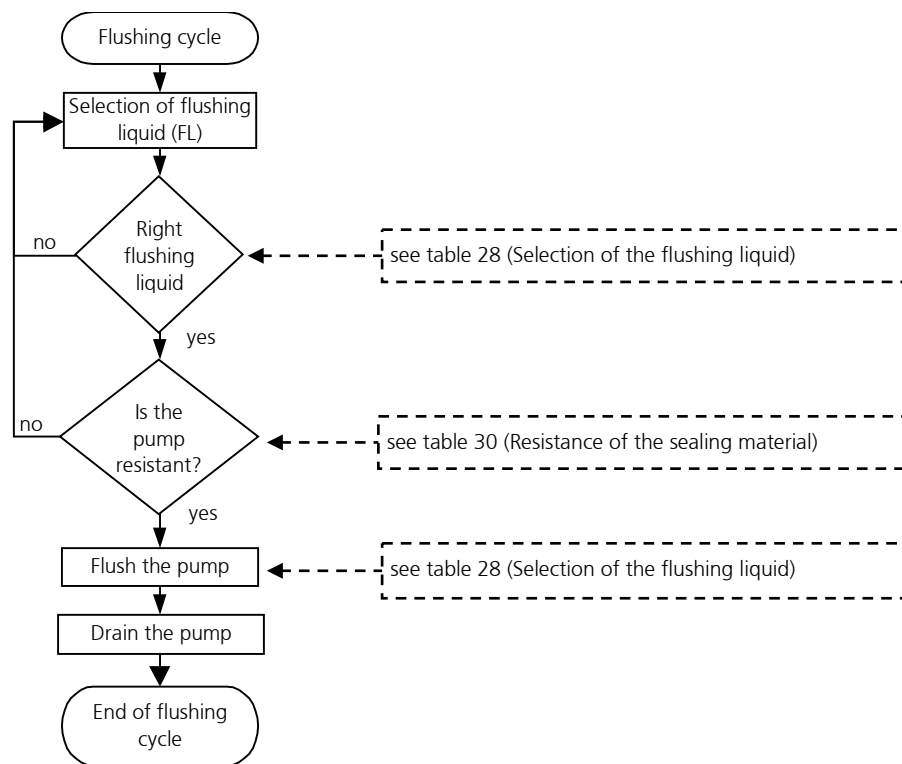 Flushing cycle
Selection of flushing
liquid (FL)
Right
flushing
liquid
no
see table 28 (Selection of the flushing liquid)
yes
Is the
pump
resistant?
no
see table 30 (Resistance of the sealing material)
yes
Flush the pump
see table 28 (Selection of the flushing liquid)
Drain the pump
End of flushing
cycle